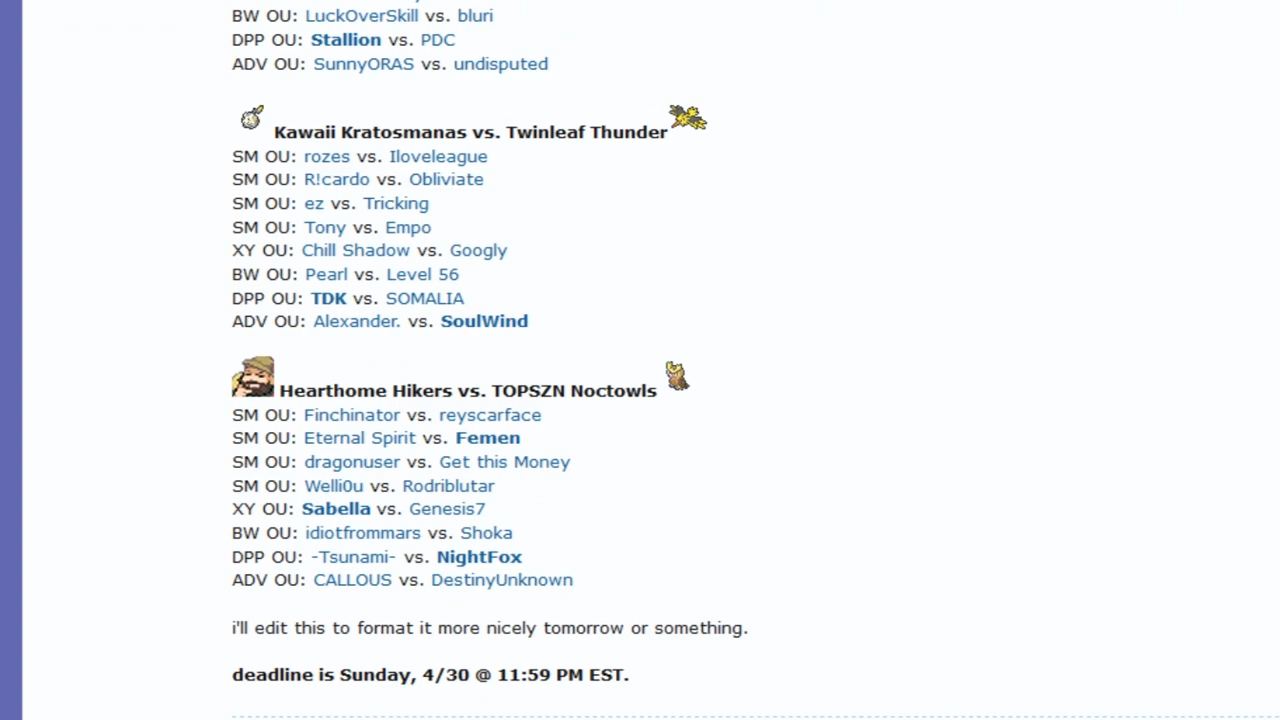 BW OU: LuckOverSkill vs. bluri
DPP OU: Stallion vs. PDC
ADV OU: SunnyORAS vs. undisputed
Kawaii Kratosmanas vs. Twinleaf Thunder
SM OU: rozes vs. Iloveleague
SM OU: R!cardo vs. Obliviate
SM OU: ez vs. Tricking
SM OU: Tony vs. Empo
XY OU: Chill Shadow vs. Googly
BW OU: Pearl vs. Level 56
DPP OU: TDK vs. SOMALIA
ADV OU: Alexander. vs. SoulWind
Hearthome Hikers vs. TOPSZN Noctowls
SM OU: Finchinator vs. reyscarface
SM OU: Eternal Spirit vs. Femen
SM OU: dragonuser vs. Get this Money
SM OU: Welli0u vs. Rodriblutar
XY OU: Sabella vs. Genesis7
BW OU: idiotfrommars vs. Shoka
DPP OU: -Tsunami- vs. NightFox
ADV OU: CALLOUS vs. DestinyUnknown
i'll edit this to format it more nicely tomorrow or something.
deadline is Sunday, 4/30 @ 11:59 PM EST.